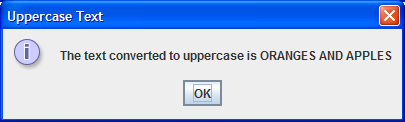 Uppercase Text
The text converted to uppercase is ORANGES AND APPLES
OK